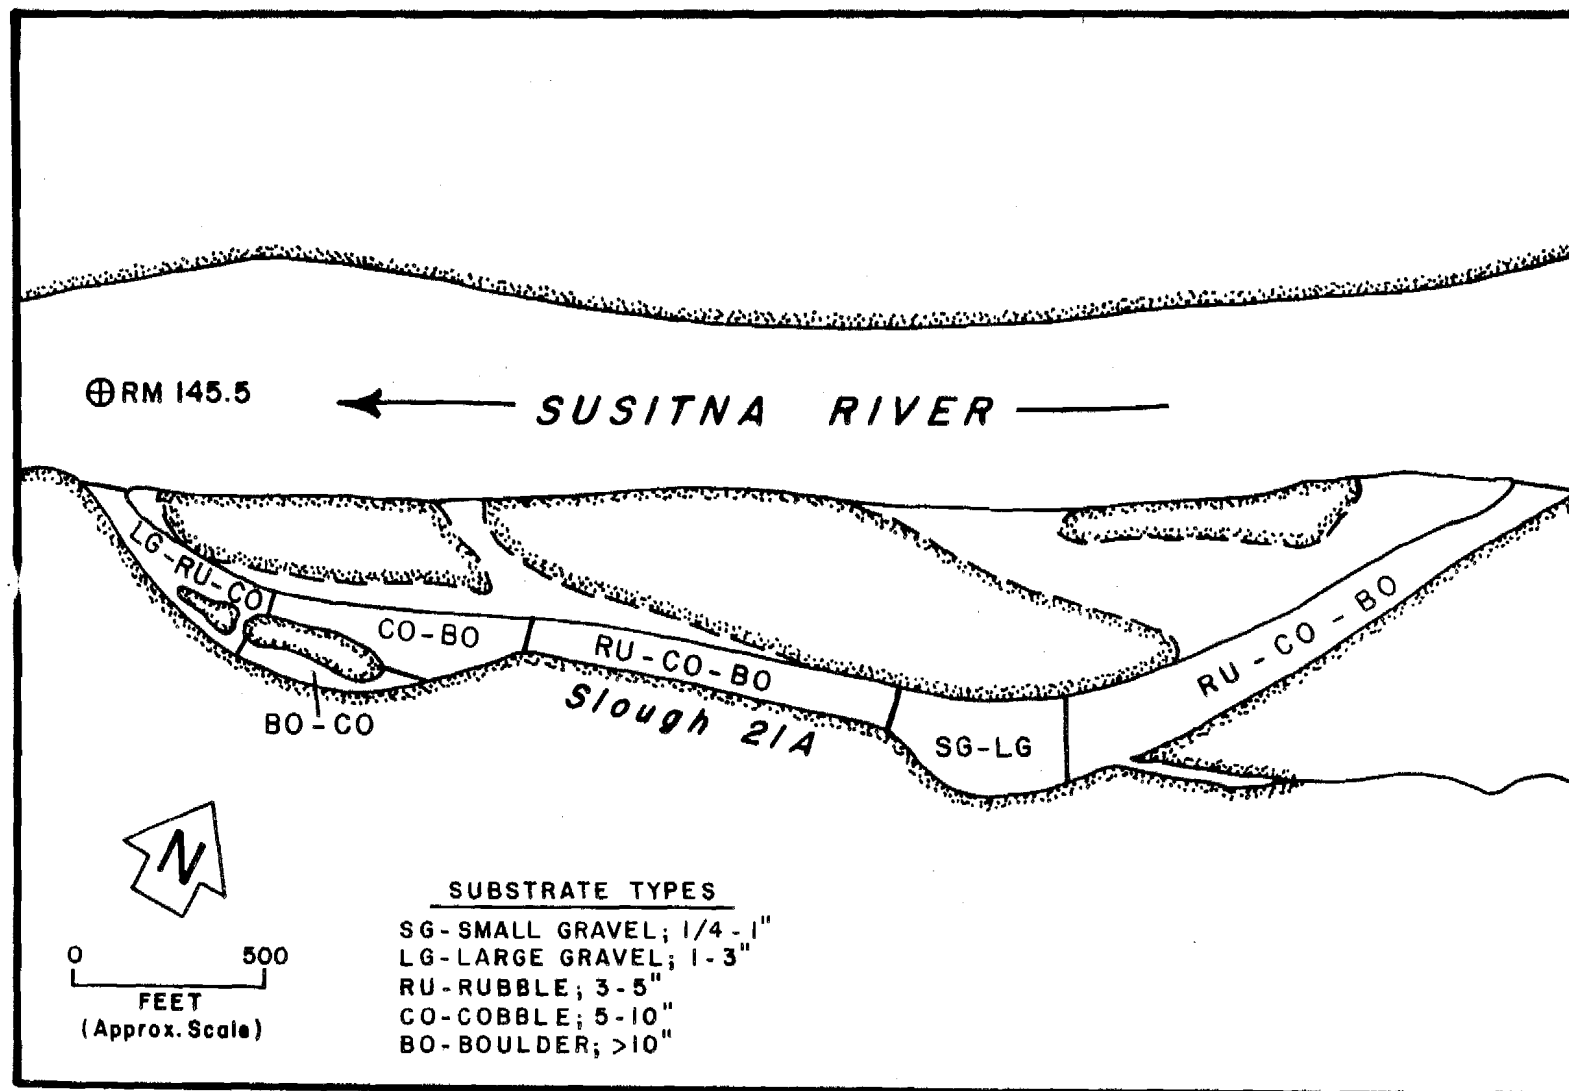 ⊕RM 145.5
SUSITNA RIVER
LG-RU-CO
CO-BO
RU-CO-BO
RU-CO-BO
BO-CO
Slough 21A
SG-LG
N
SUBSTRATE TYPES
SG-SMALL GRAVEL; 1/4-1"
LG-LARGE GRAVEL; 1-3"
RU-RUBBLE; 3-5"
CO-COBBLE; 5-10"
BO-BOULDER; >10"
0 500
FEET
(Approx. Scale)